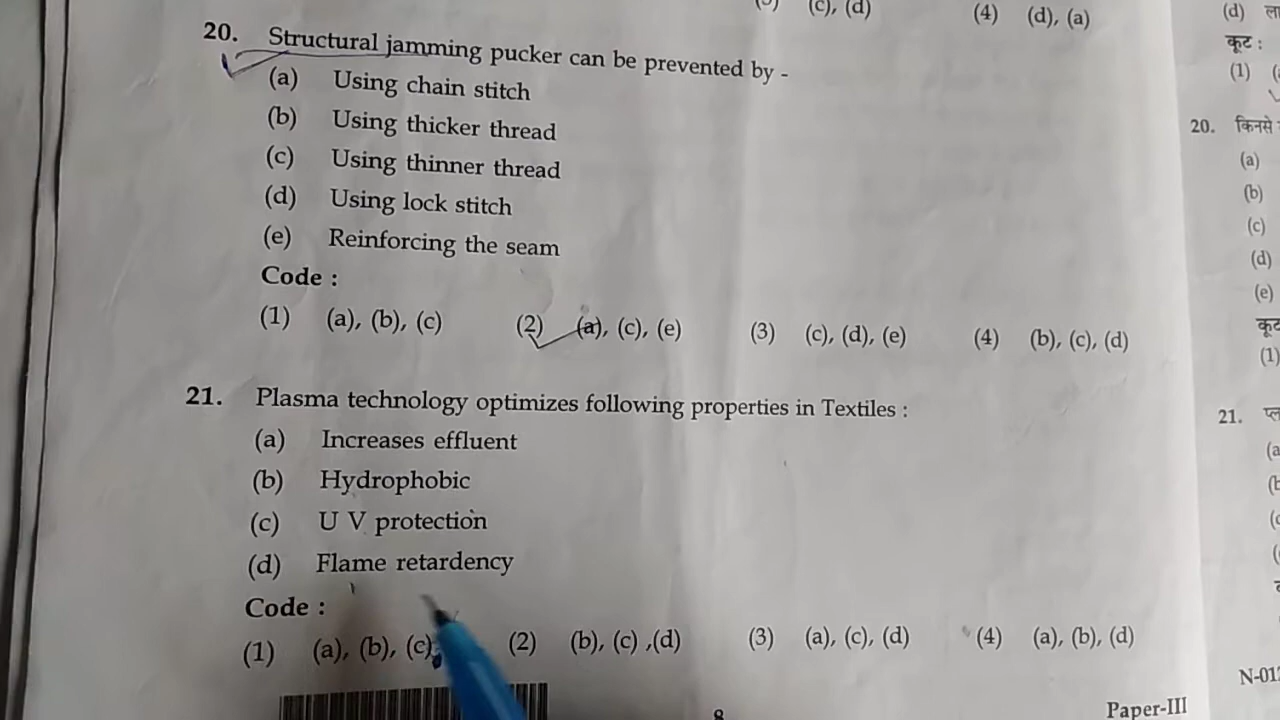 (c), (d)    (4)    (d), (a)
20.    Structural jamming pucker can be prevented by -
(a)    Using chain stitch
(b)    Using thicker thread
(c)    Using thinner thread
(d)    Using lock stitch
(e)    Reinforcing the seam
Code :
(1)    (a), (b), (c)    (2)    (a), (c), (e)    (3)    (c), (d), (e)    (4)    (b), (c), (d)
21.    Plasma technology optimizes following properties in Textiles :
(a)    Increases effluent
(b)    Hydrophobic
(c)    U V protection
(d)    Flame retardency
Code :
(1)    (a), (b), (c)    (2)    (b), (c) ,(d)    (3)    (a), (c), (d)    (4)    (a), (b), (d)
8    Paper-III
(d)
कूट :
(1)
20.    किनसे
(a)
(b)
(c)
(d)
(e)
(1)
21.
N-01